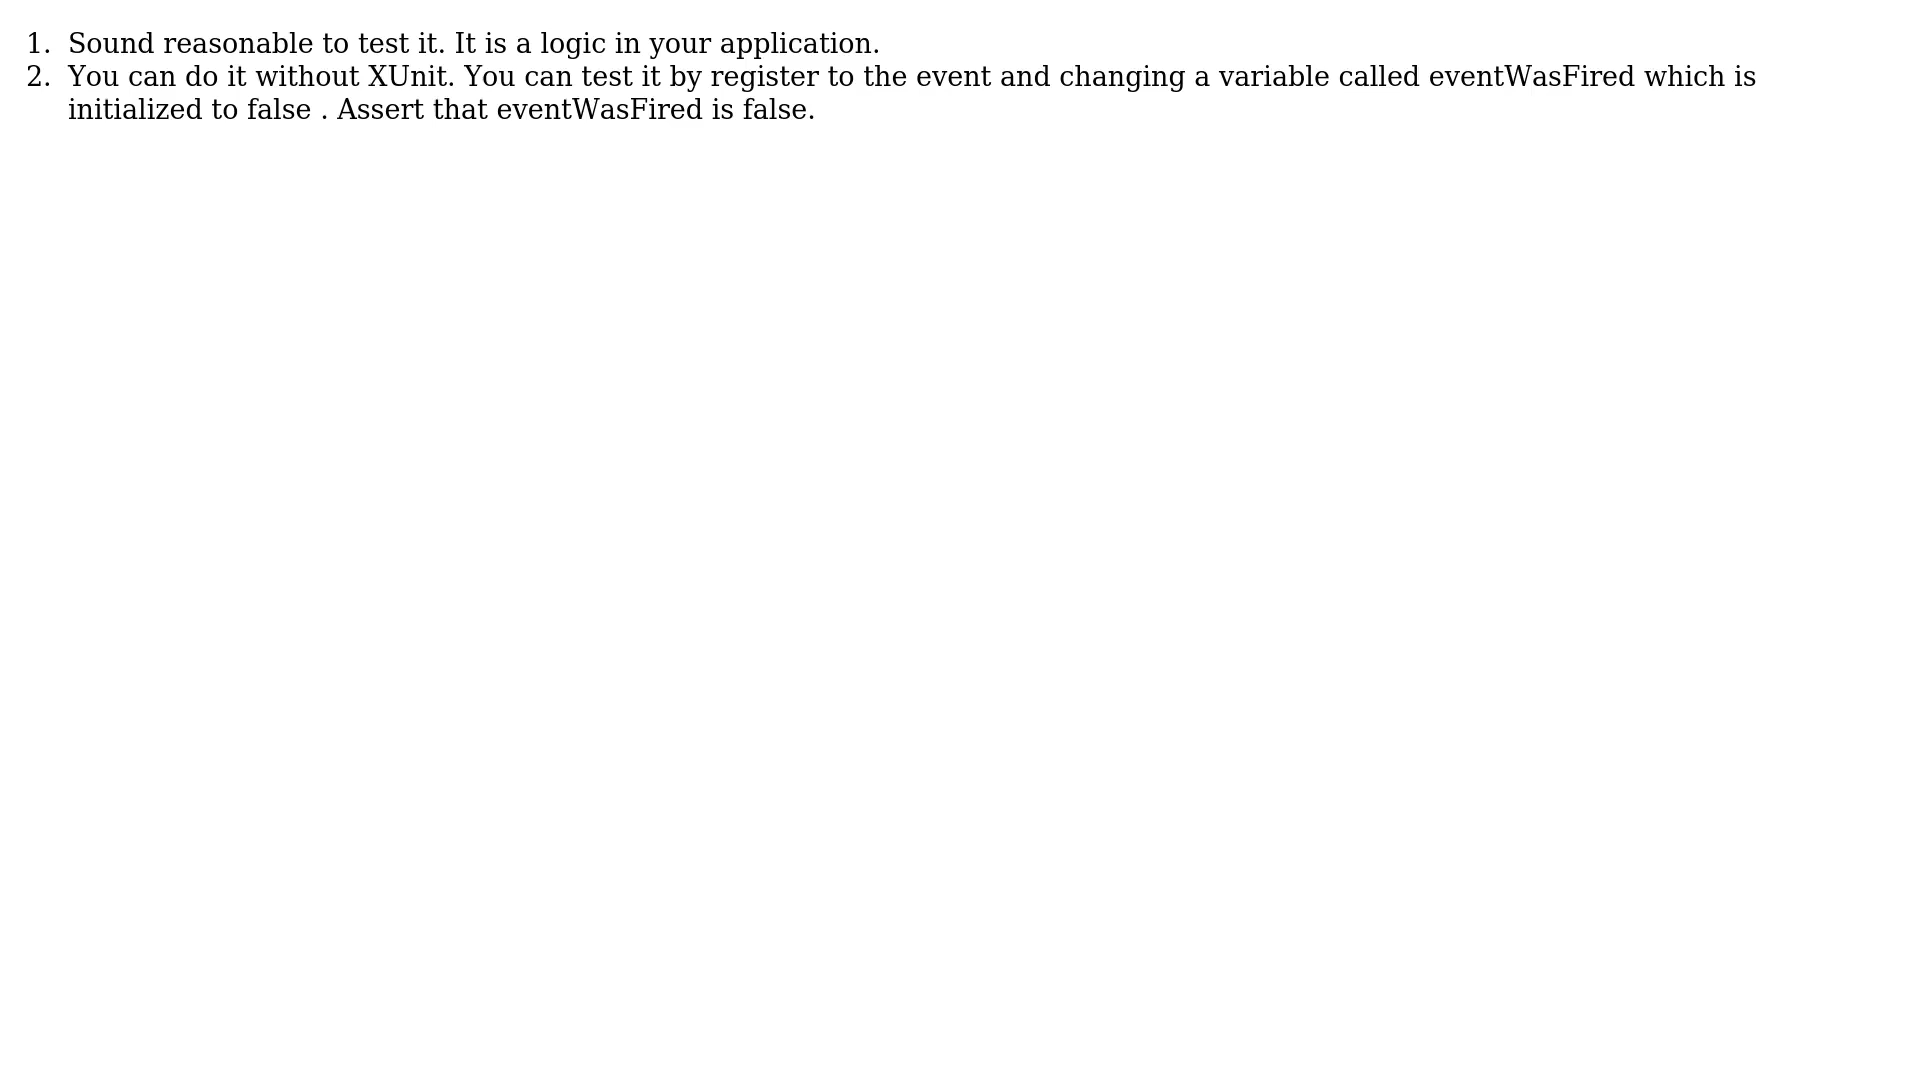 1. Sound reasonable to test it. It is a logic in your application.
2. You can do it without XUnit. You can test it by register to the event and changing a variable called eventWasFired which is
initialized to false . Assert that eventWasFired is false.